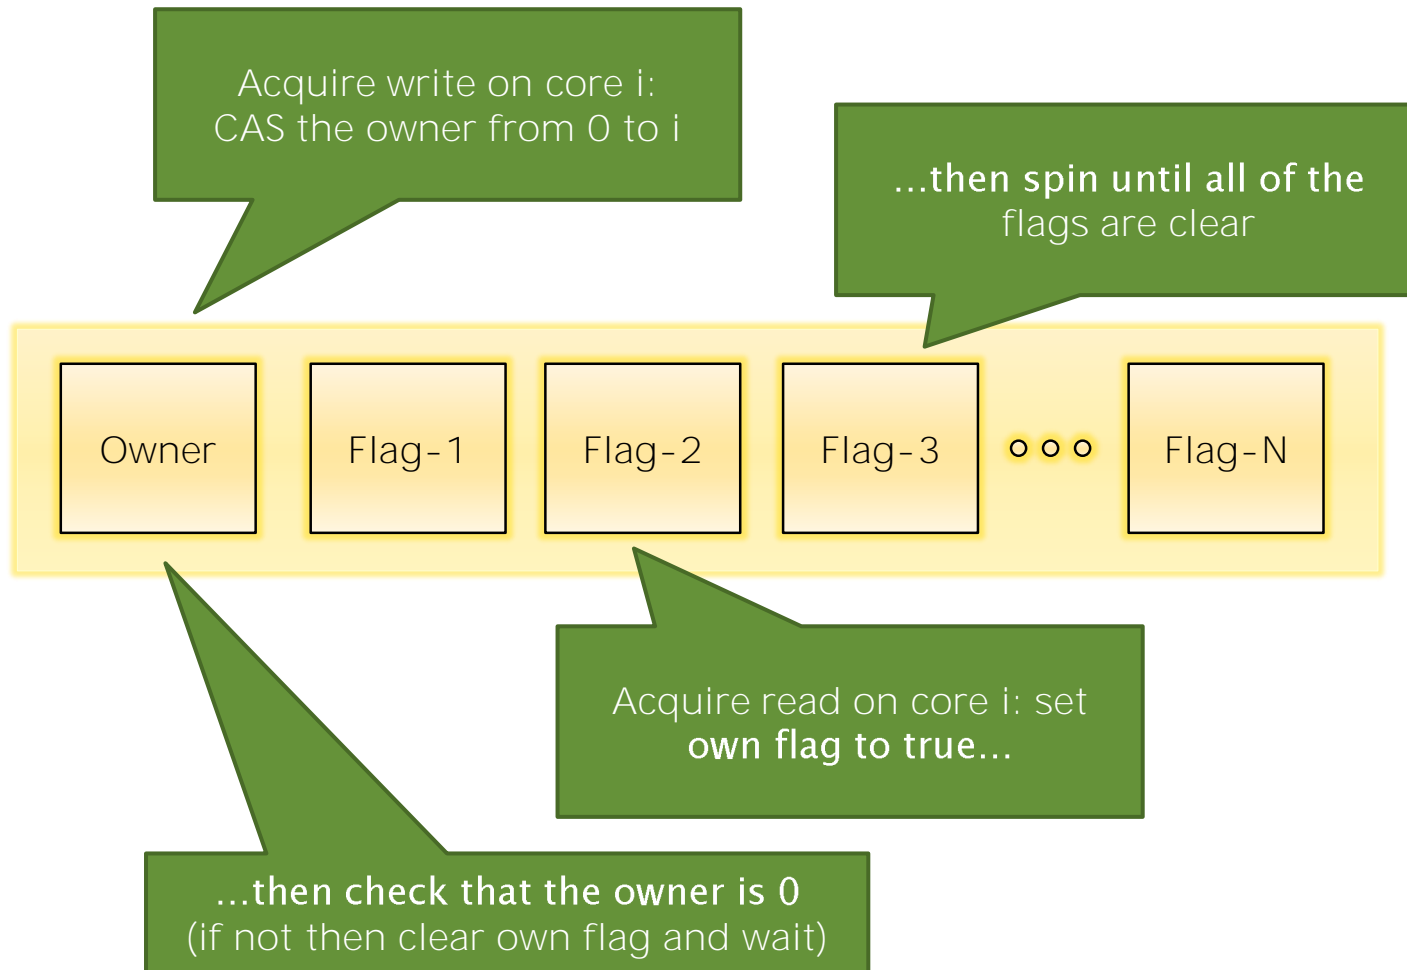 Acquire write on core i:
CAS the owner from 0 to i
...then spin until all of the
flags are clear
Owner
Flag-1
Flag-2
Flag-3
Flag-N
Acquire read on core i: set
own flag to true...
...then check that the owner is 0
(if not then clear own flag and wait)